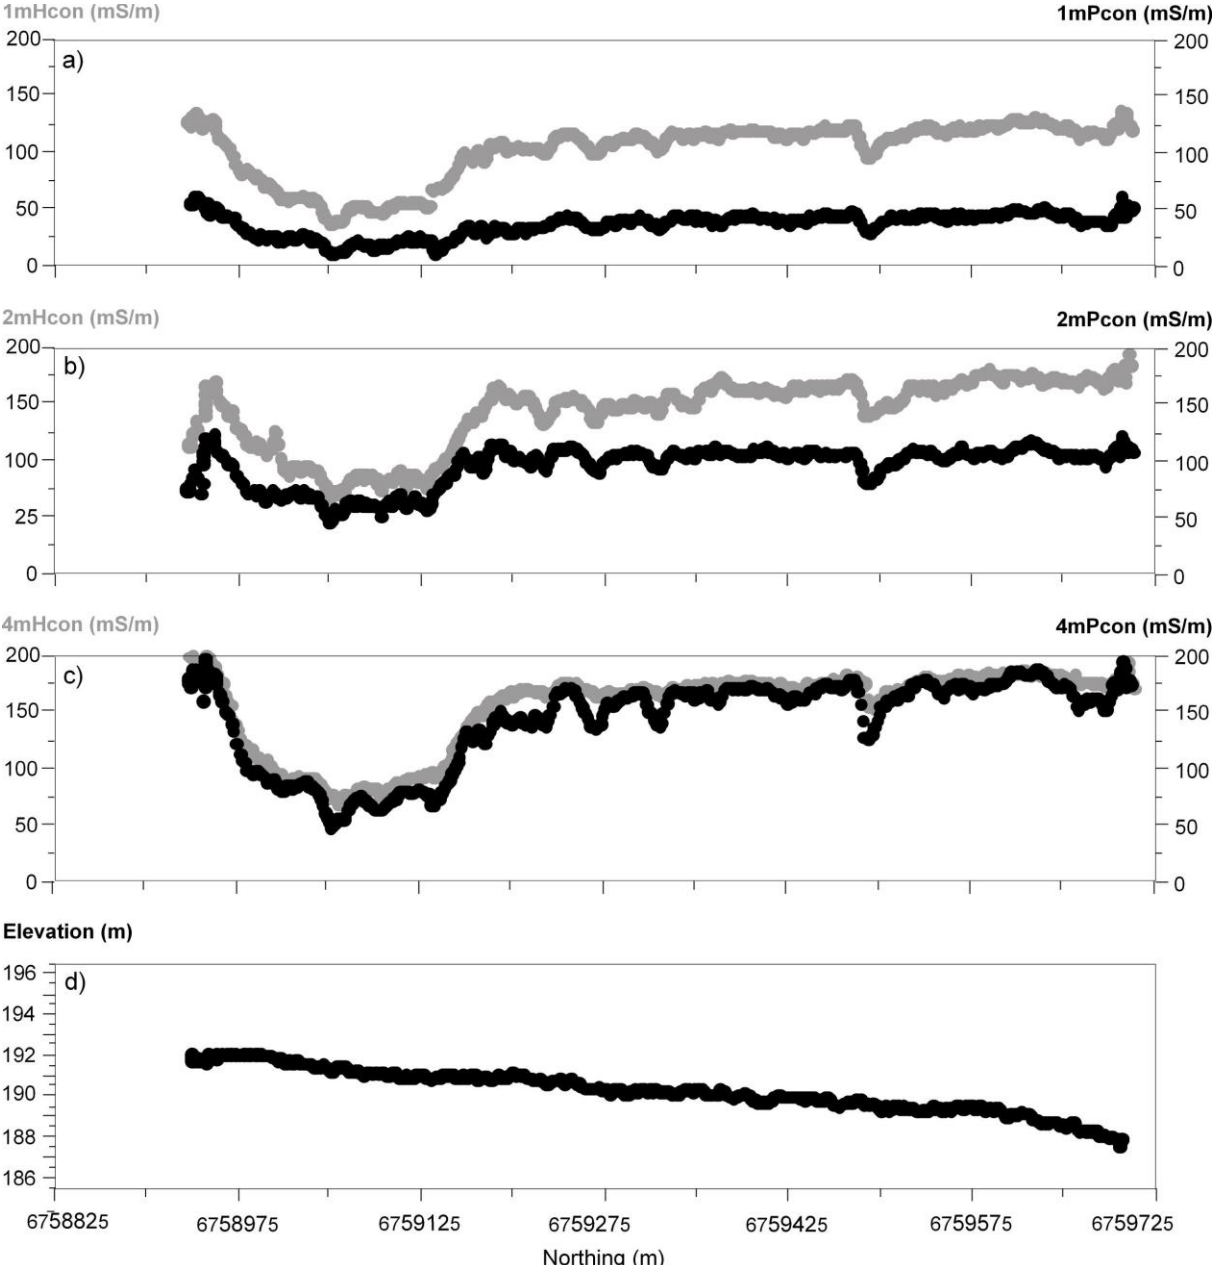 1mHcon (mS/m) 1mPcon (mS/m)
200 200
a)
150 150
100 100
50 50
0 0
2mHcon (mS/m) 2mPcon (mS/m)
200 200
b)
150 150
100 100
25 50
0 0
4mHcon (mS/m) 4mPcon (mS/m)
200 200
c)
150 150
100 100
50 50
0 0
Elevation (m)
196 d)
194
192
190
188
186
6758825 6758975 6759125 6759275 6759425 6759575 6759725
Northing (m)